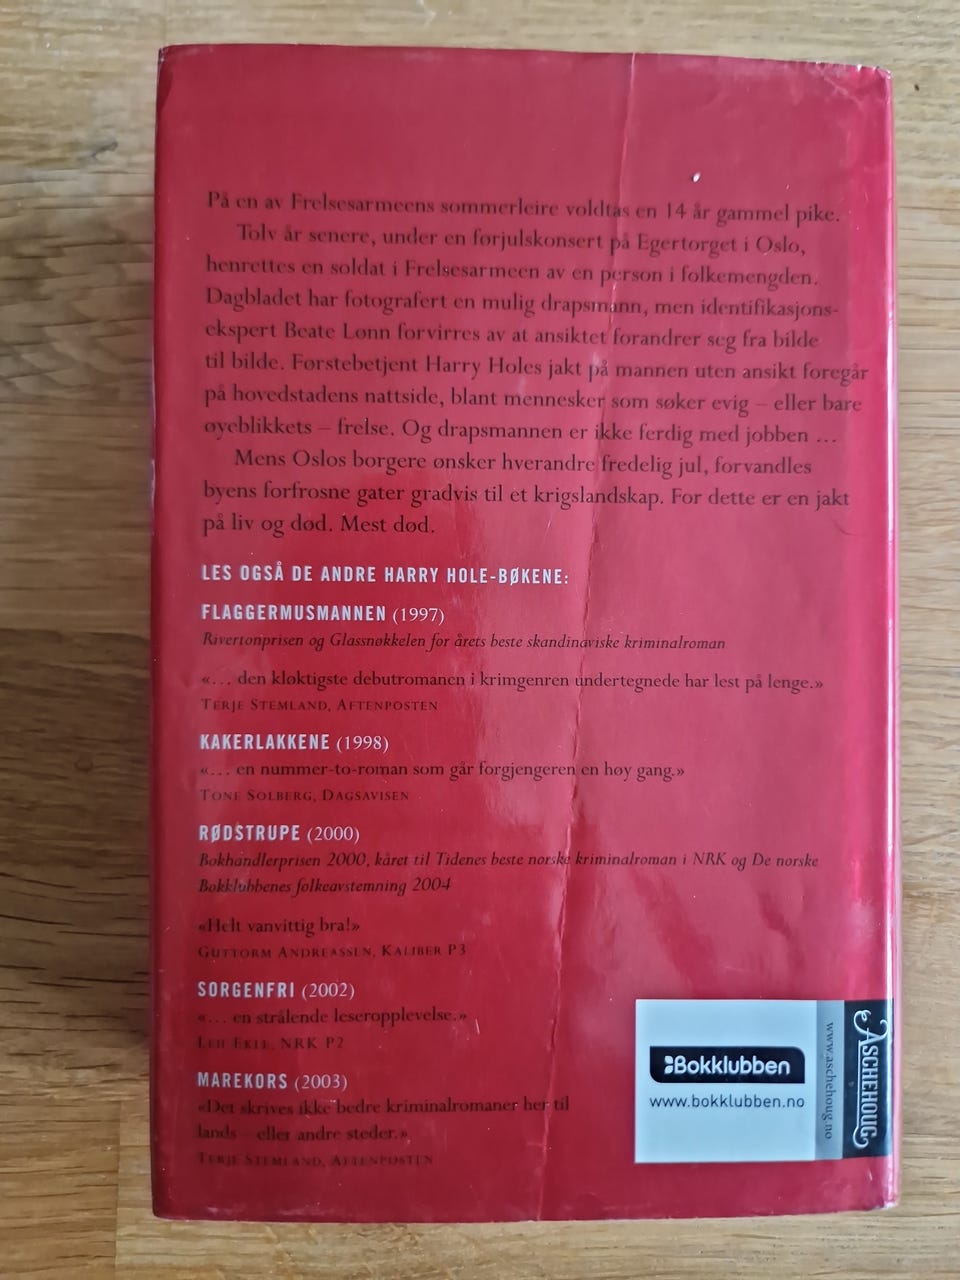 På en av Frelsesarmeens sommerleire voldtas en 14 år gammel pike.
Tolv år senere, under en førjulskonsert på Egertorget i Oslo,
henrettes en soldat i Frelsesarmeen av en person i folkemengden.
Dagbladet har fotografert en mulig drapsmann, men identifikasjons-
ekspert Beate Lønn forvirres av at ansiktet forandrer seg fra bilde
til bilde. Førstebetjent Harry Holes jakt på mannen uten ansikt foregår
på hovedstadens nattside, blant mennesker som søker evig – eller bare
øyeblikkets – frelse. Og drapsmannen er ikke ferdig med jobben ...
Mens Oslos borgere ønsker hverandre fredelig jul, forvandles
byens forfrosne gater gradvis til et krigslandskap. For dette er en jakt
på liv og død. Mest død.
LES OGSÅ DE ANDRE HARRY HOLE-BØKENE:
FLAGGERMUSMANNEN (1997)
Rivertonprisen og Glassnøkkelen for årets beste skandinaviske kriminalroman
«... den kløktigste debutromanen i krimgenren undertegnede har lest på lenge.»
TERJE STEMLAND, AFTENPOSTEN
KAKERLAKKENE (1998)
«... en nummer-to-roman som går forgjengeren en høy gang.»
TONE SOLBERG, DAGSAVISEN
RØDSTRUPE (2000)
Bokhandlerprisen 2000, kåret til Tidenes beste norske kriminalroman i NRK og De norske
Bokklubbenes folkeavstemning 2004
«Helt vanvittig bra!»
GUTTORM ANDREASSEN, KALIBER P3
SORGENFRI (2002)
«... en strålende leseropplevelse.»
LEIF EKLE, NRK P2
MAREKORS (2003)
«Det skrives ikke bedre kriminalromaner her til
lands – eller andre steder.»
TERJE STEMLAND, AFTENPOSTEN
Bokklubben
www.bokklubben.no
www.aschehoug.no
ASCHEHOUG